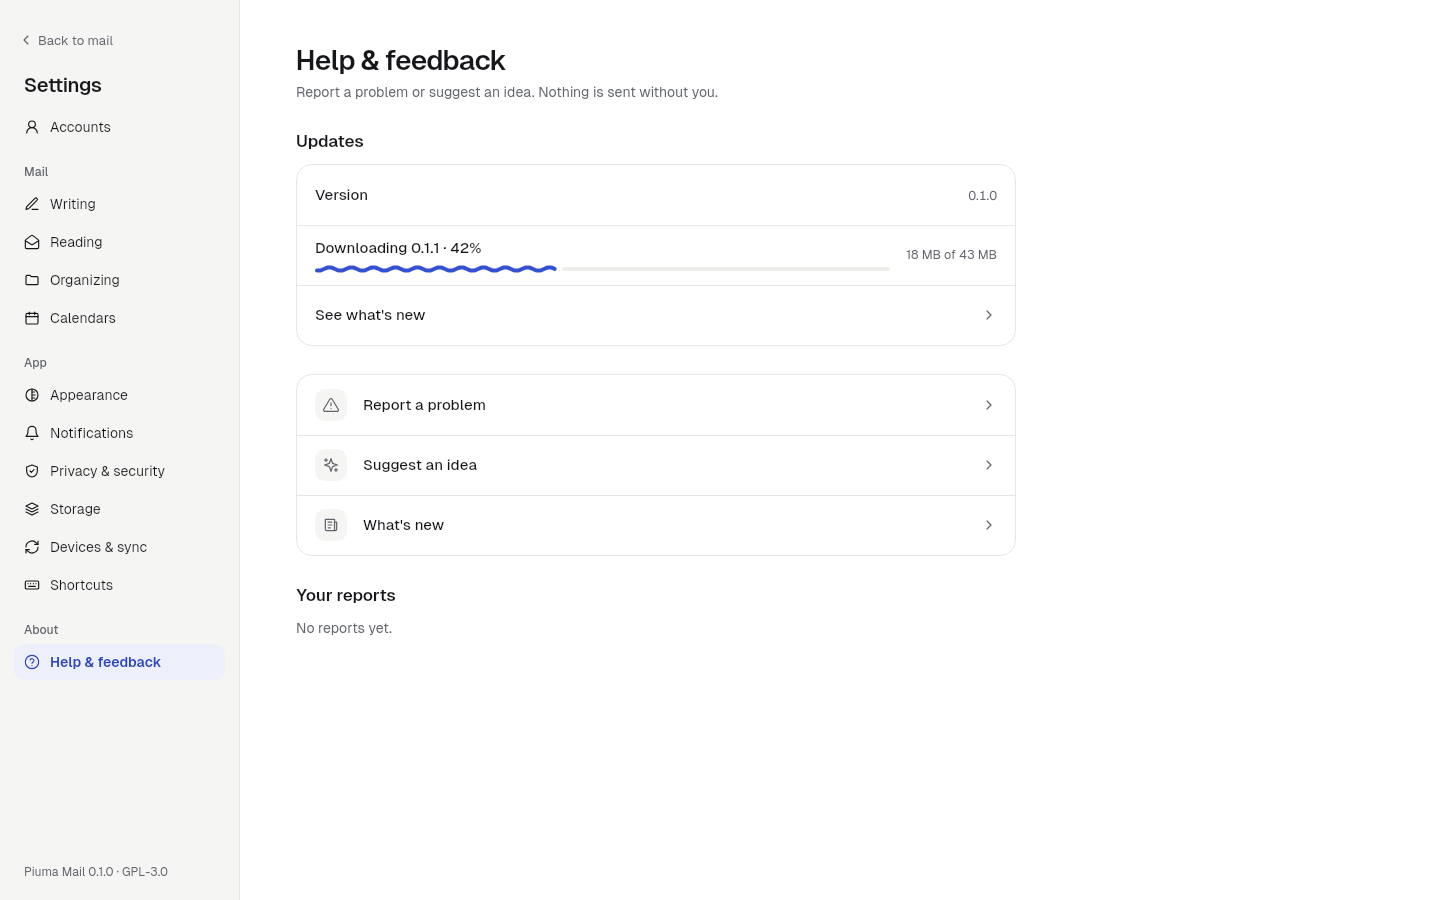 Back to mail
Settings
Accounts
Mail
Writing
Reading
Organizing
Calendars
App
Appearance
Notifications
Privacy & security
Storage
Devices & sync
Shortcuts
About
Help & feedback
Piuma Mail 0.1.0 · GPL-3.0
Help & feedback
Report a problem or suggest an idea. Nothing is sent without you.
Updates
Version
0.1.0
Downloading 0.1.1 · 42%
18 MB of 43 MB
See what's new
Report a problem
Suggest an idea
What's new
Your reports
No reports yet.